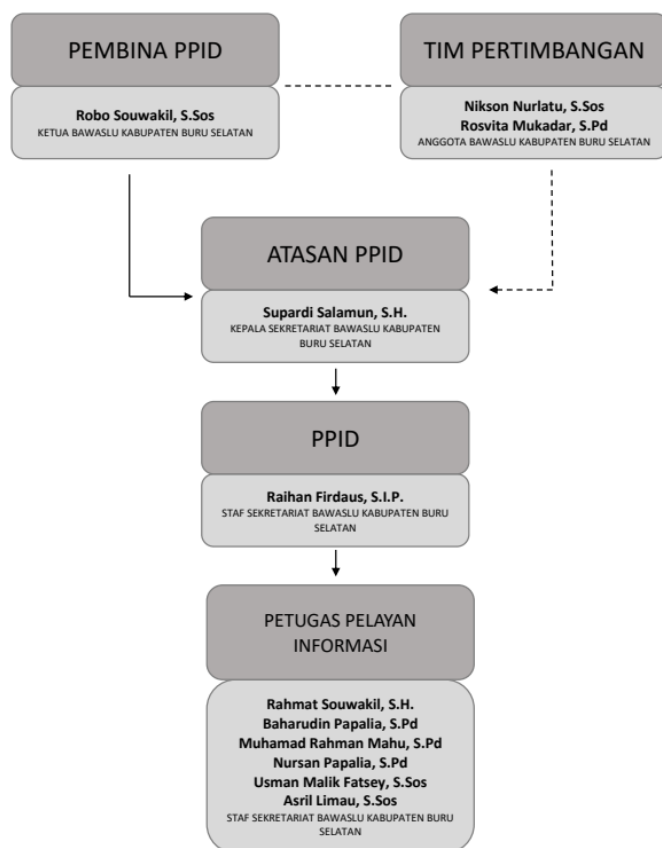 PEMBINA PPID
Robo Souwakil, S.Sos
KETUA BAWASLU KABUPATEN BURU SELATAN
TIM PERTIMBANGAN
Nikson Nurlatu, S.Sos
Rosvita Mukadar, S.Pd
ANGGOTA BAWASLU KABUPATEN BURU SELATAN
ATASAN PPID
Supardi Salamun, S.H.
KEPALA SEKRETARIAT BAWASLU KABUPATEN
BURU SELATAN
PPID
Raihan Firdaus, S.I.P.
STAF SEKRETARIAT BAWASLU KABUPATEN BURU
SELATAN
PETUGAS PELAYAN
INFORMASI
Rahmat Souwakil, S.H.
Baharudin Papalia, S.Pd
Muhamad Rahman Mahu, S.Pd
Nursan Papalia, S.Pd
Usman Malik Fatsey, S.Sos
Asril Limau, S.Sos
STAF SEKRETARIAT BAWASLU KABUPATEN BURU
SELATAN